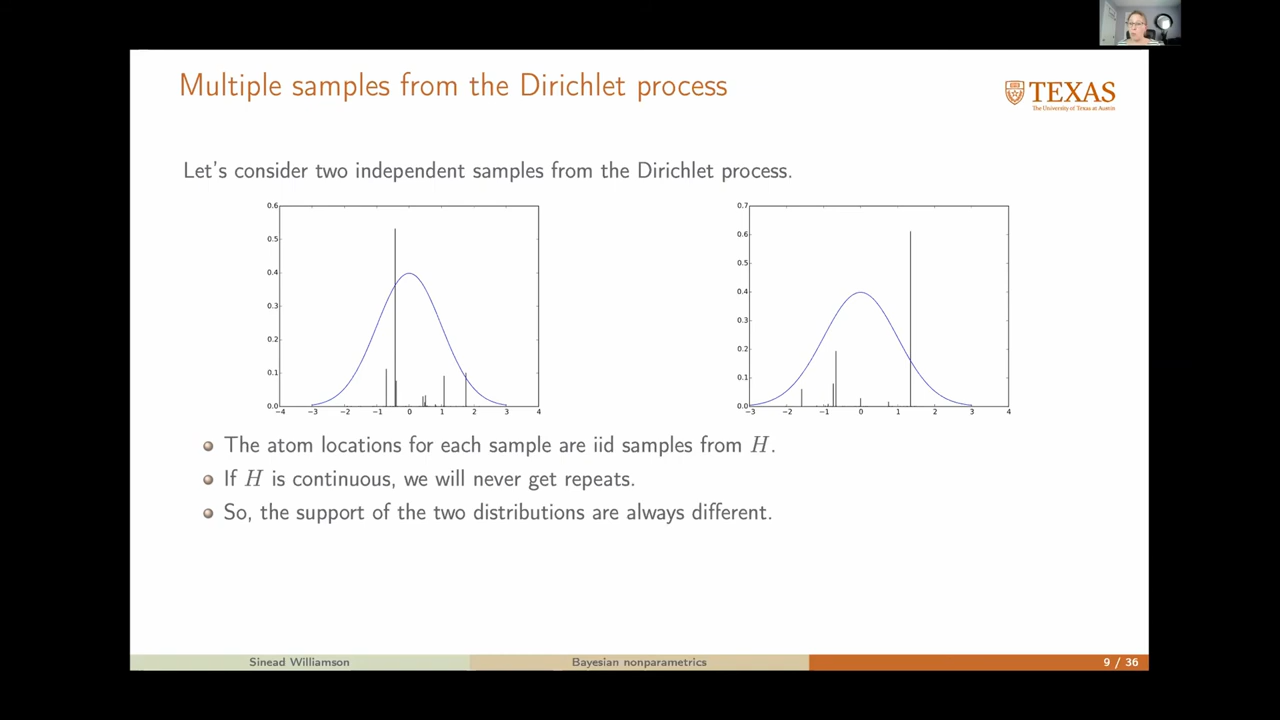 Multiple samples from the Dirichlet process
TEXAS
The University of Texas at Austin
Let's consider two independent samples from the Dirichlet process.
0.6
0.5
0.4
0.3
0.2
0.1
0.0
−4 −3 −2 −1 0 1 2 3 4
0.7
0.6
0.5
0.4
0.3
0.2
0.1
0.0
−3 −2 −1 0 1 2 3 4
The atom locations for each sample are iid samples from H.
If H is continuous, we will never get repeats.
So, the support of the two distributions are always different.
Sinead Williamson Bayesian nonparametrics 9 / 36